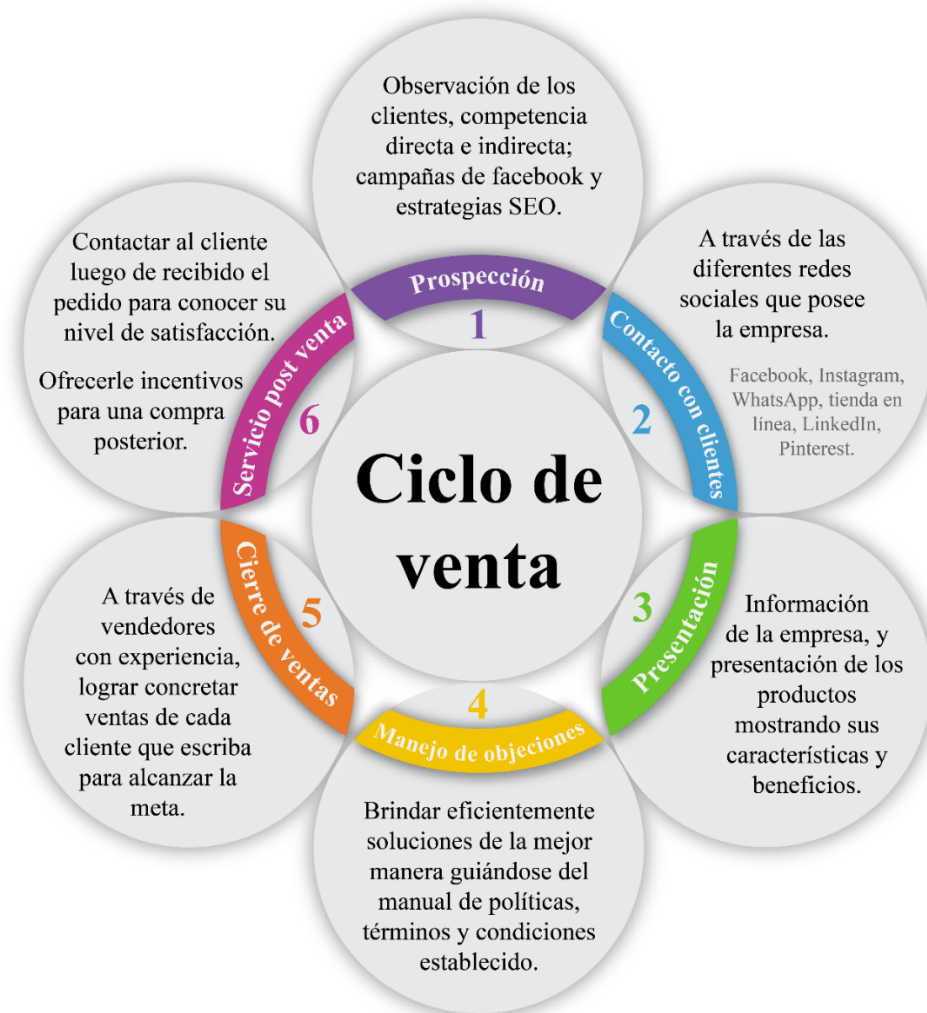 Ciclo de
venta
Prospección
1
Observación de los
clientes, competencia
directa e indirecta;
campañas de facebook y
estrategias SEO.
Contacto con clientes
2
A través de las
diferentes redes
sociales que posee
la empresa.
Facebook, Instagram,
WhatsApp, tienda en
línea, LinkedIn,
Pinterest.
Presentación
3
Información
de la empresa, y
presentación de los
productos
mostrando sus
características y
beneficios.
Manejo de objeciones
4
Brindar eficientemente
soluciones de la mejor
manera guiándose del
manual de políticas,
términos y condiciones
establecido.
Cierre de ventas
5
A través de
vendedores
con experiencia,
lograr concretar
ventas de cada
cliente que escriba
para alcanzar la
meta.
Servicio post venta
6
Contactar al cliente
luego de recibido el
pedido para conocer su
nivel de satisfacción.
Ofrecerle incentivos
para una compra
posterior.